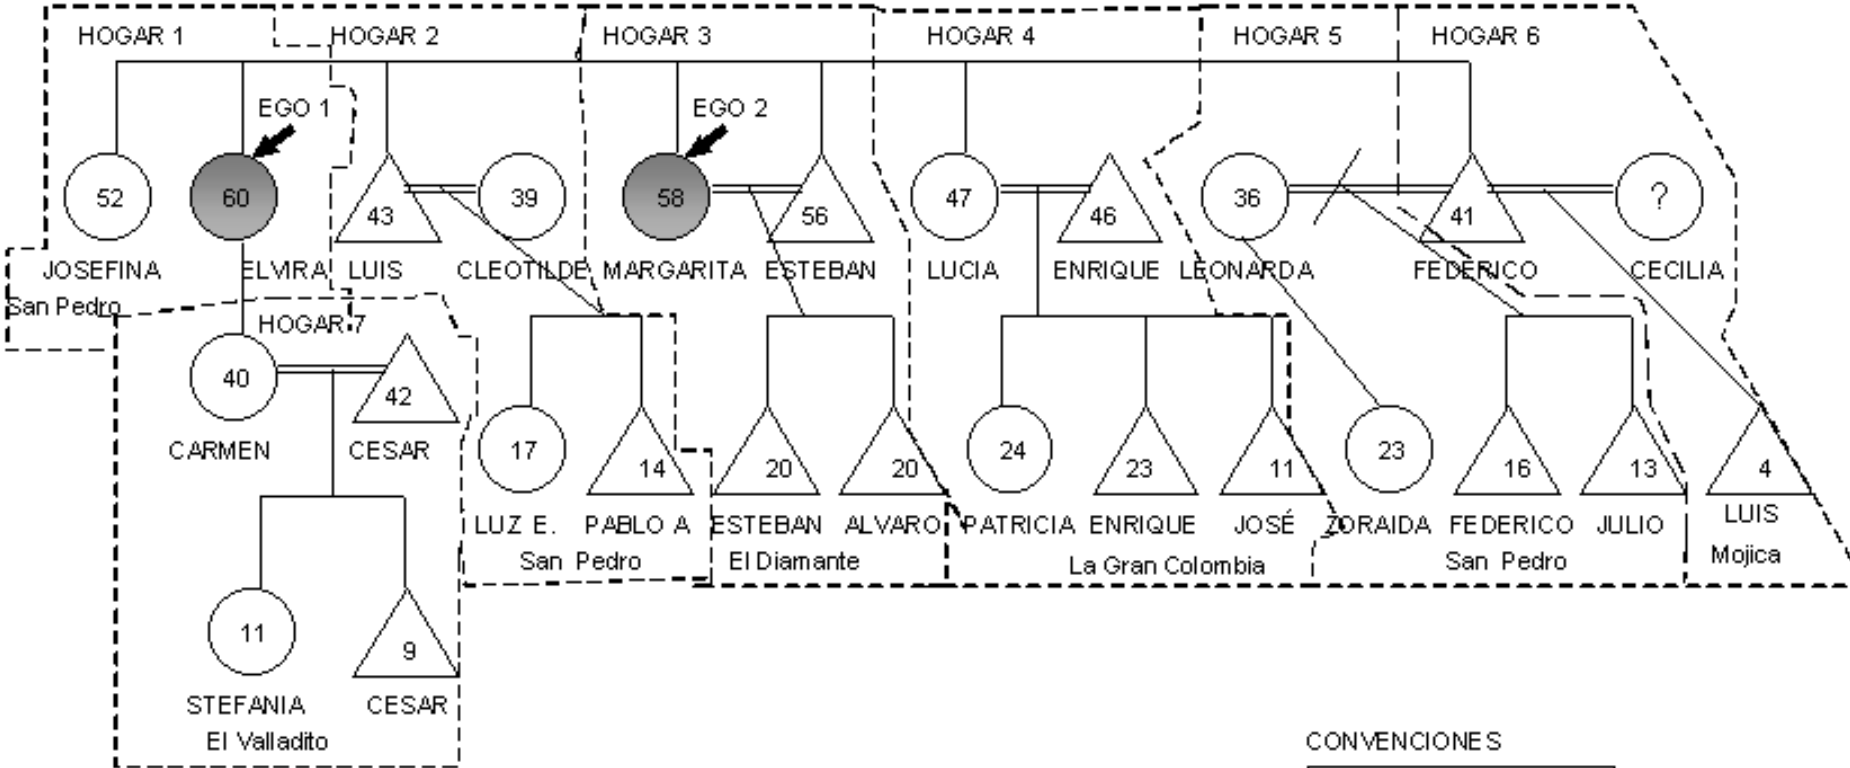 HOGAR 1 HOGAR 2 HOGAR 3 HOGAR 4 HOGAR 5 HOGAR 6
EGO 1 EGO 2
52 60 43 39 58 56 47 46 36 41 ?
JOSEFINA ELVIRA LUIS CLEOTILDE MARGARITA ESTEBAN LUCIA ENRIQUE LEONARDA FEDERICO CECILIA
San Pedro
HOGAR 7
40 42
CARMEN CESAR
17 14 20 20 24 23 11 23 16 13 4
LUZ E. PABLO A ESTEBAN ALVARO PATRICIA ENRIQUE JOSÉ ZORAIDA FEDERICO JULIO LUIS
San Pedro El Diamante La Gran Colombia San Pedro Mojica
11 9
STEFANIA CESAR
El Valladito
CONVENCIONES